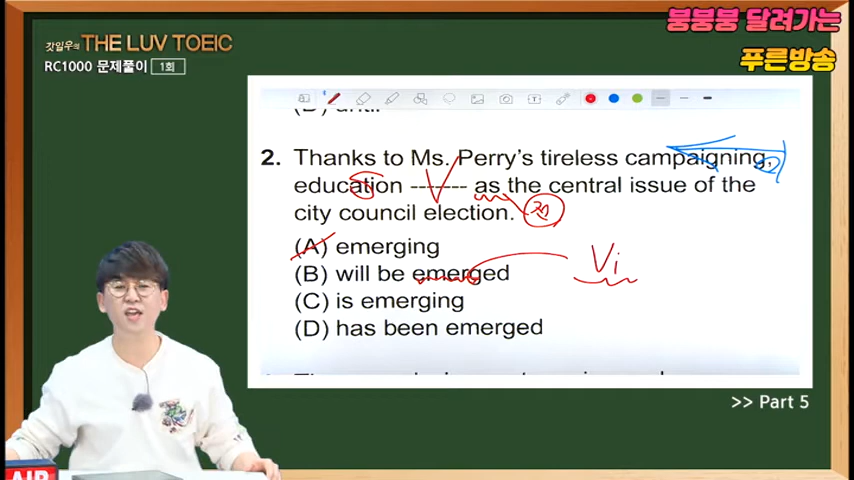 갓일우의 THE LUV TOEIC
RC1000 문제풀이 1회
붕붕붕 달려가는
푸른방송
2. Thanks to Ms. Perry's tireless campaigning,
education ------- as the central issue of the
city council election.
(A) emerging
(B) will be emerged
(C) is emerging
(D) has been emerged
V
전
Vi
>> Part 5